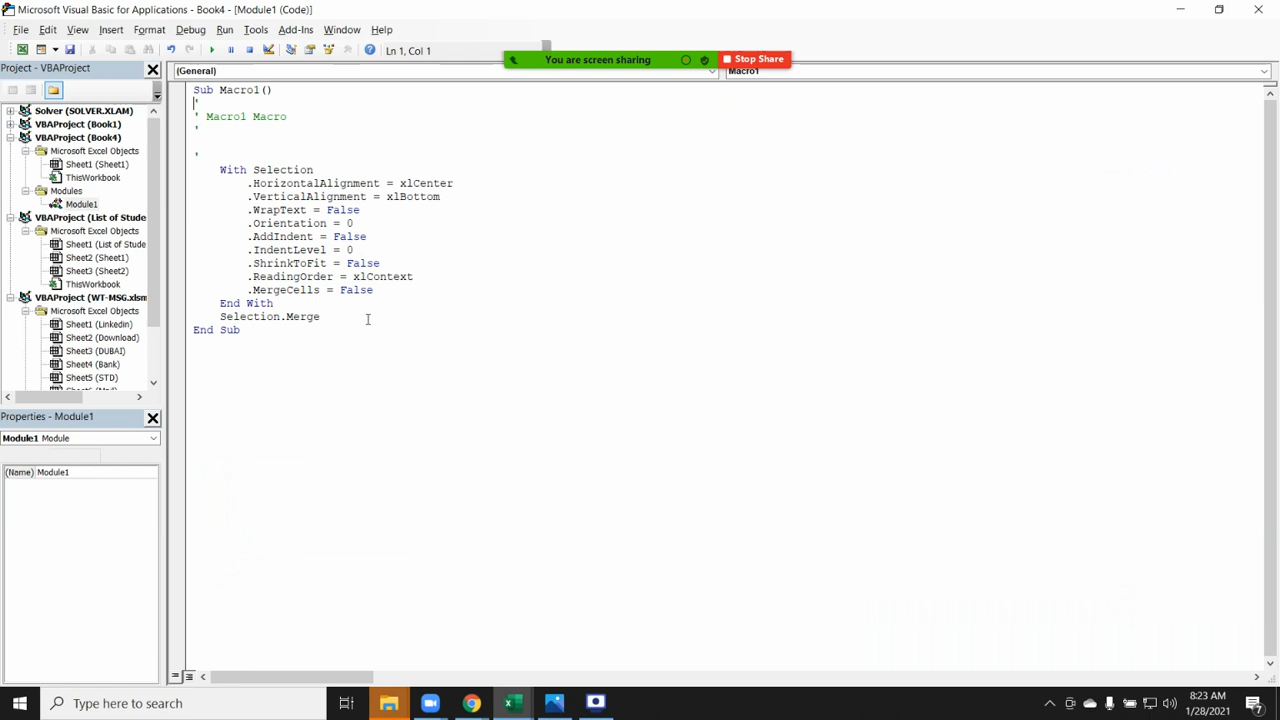 Microsoft Visual Basic for Applications - Book4 - [Module1 (Code)]
File Edit View Insert Format Debug Run Tools Add-Ins Window Help
Ln 1, Col 1
You are screen sharing
Stop Share
Project - VBAProject
(General)
Macro1
Solver (SOLVER.XLAM)
VBAProject (Book1)
VBAProject (Book4)
Microsoft Excel Objects
Sheet1 (Sheet1)
ThisWorkbook
Modules
Module1
VBAProject (List of Stude
Microsoft Excel Objects
Sheet1 (List of Stude
Sheet2 (Sheet1)
Sheet3 (Sheet2)
ThisWorkbook
VBAProject (WT-MSG.xlsm
Microsoft Excel Objects
Sheet1 (Linkedin)
Sheet2 (Download)
Sheet3 (DUBAI)
Sheet4 (Bank)
Sheet5 (STD)
Sub Macro1()
'
' Macro1 Macro
'
'
With Selection
.HorizontalAlignment = xlCenter
.VerticalAlignment = xlBottom
.WrapText = False
.Orientation = 0
.AddIndent = False
.IndentLevel = 0
.ShrinkToFit = False
.ReadingOrder = xlContext
.MergeCells = False
End With
Selection.Merge
End Sub
Properties - Module1
Module1 Module
(Name) Module1
Type here to search
8:23 AM
1/28/2021
7